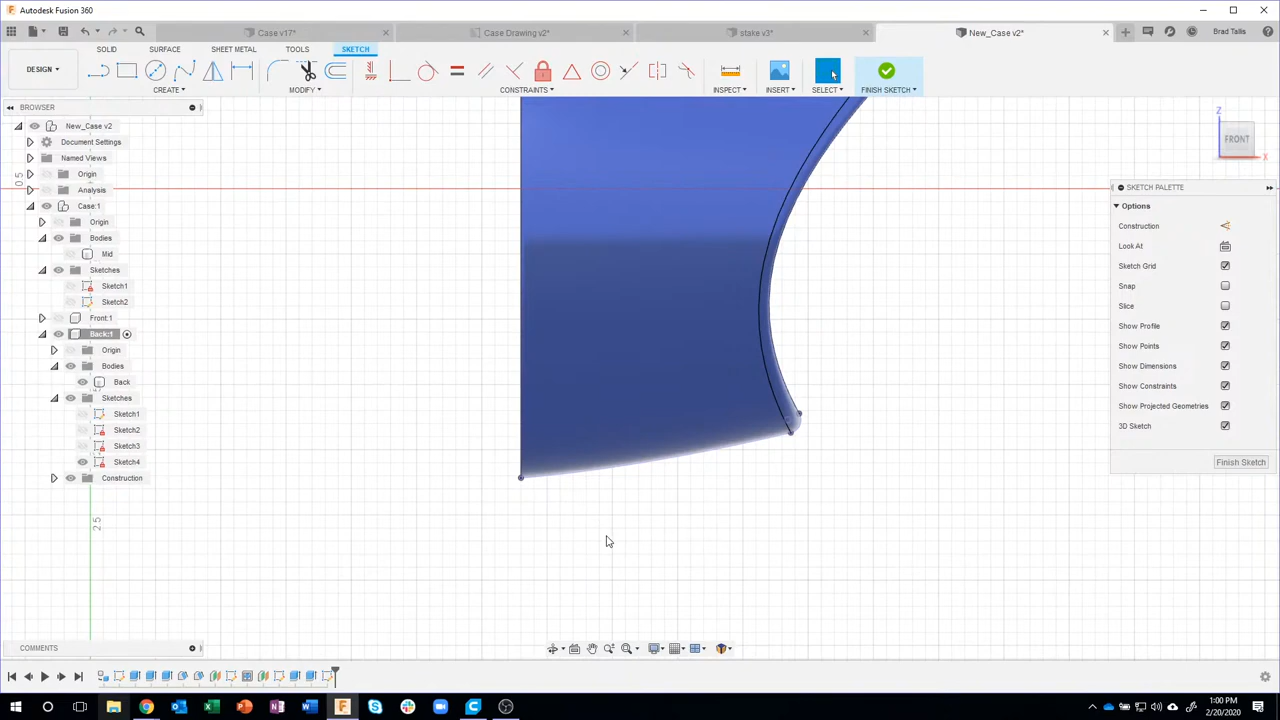 Autodesk Fusion 360
Case v17*
Case Drawing v2*
stake v3*
New_Case v2*
Brad Tallis
SOLID
SURFACE
SHEET METAL
TOOLS
SKETCH
DESIGN
CREATE
MODIFY
CONSTRAINTS
INSPECT
INSERT
SELECT
FINISH SKETCH
BROWSER
New_Case v2
Document Settings
Named Views
Origin
Analysis
Case:1
Origin
Bodies
Mid
Sketches
Sketch1
Sketch2
Front:1
Back:1
Origin
Bodies
Back
Sketches
Sketch1
Sketch2
Sketch3
Sketch4
Construction
0.5
2.5
Z
FRONT
X
SKETCH PALETTE
Options
Construction
Look At
Sketch Grid
Snap
Slice
Show Profile
Show Points
Show Dimensions
Show Constraints
Show Projected Geometries
3D Sketch
Finish Sketch
COMMENTS
1:00 PM
2/20/2020